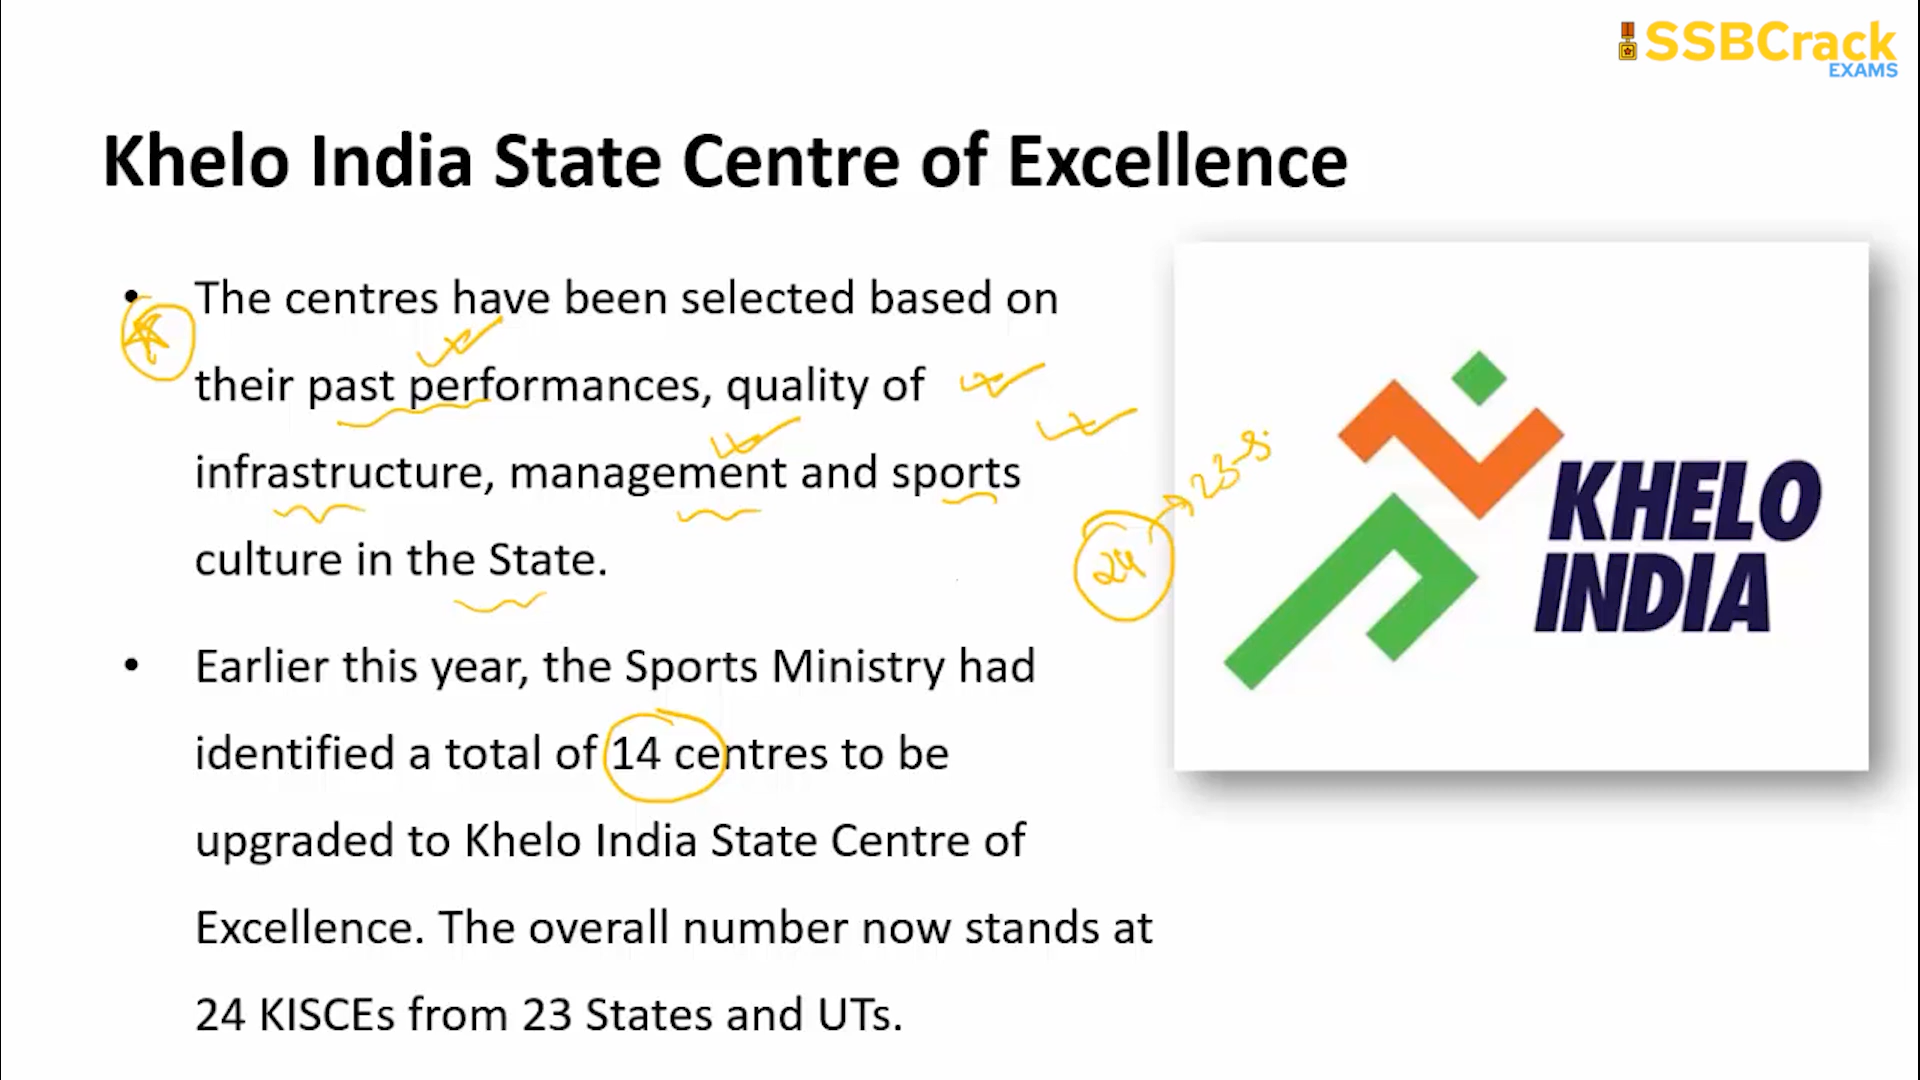 SSBCrack
EXAMS
Khelo India State Centre of Excellence
• The centres have been selected based on
their past performances, quality of
infrastructure, management and sports
culture in the State.
24 → 23-S.
• Earlier this year, the Sports Ministry had
identified a total of 14 centres to be
upgraded to Khelo India State Centre of
Excellence. The overall number now stands at
24 KISCEs from 23 States and UTs.
KHELO
INDIA